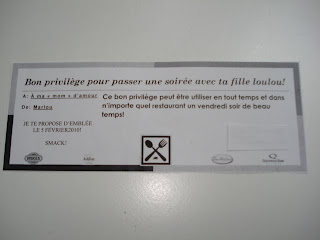 Bon privilège pour passer une soirée avec ta fille loulou!
A: À ma « mom » d'amour
De: Marlou
Ce bon privilège peut être utiliser en tout temps et dans
n'importe quel restaurant un vendredi soir de beau
temps!
JE TE PROPOSE D'EMBLÉE
LE 5 FÉVRIER2010!
SMACK!